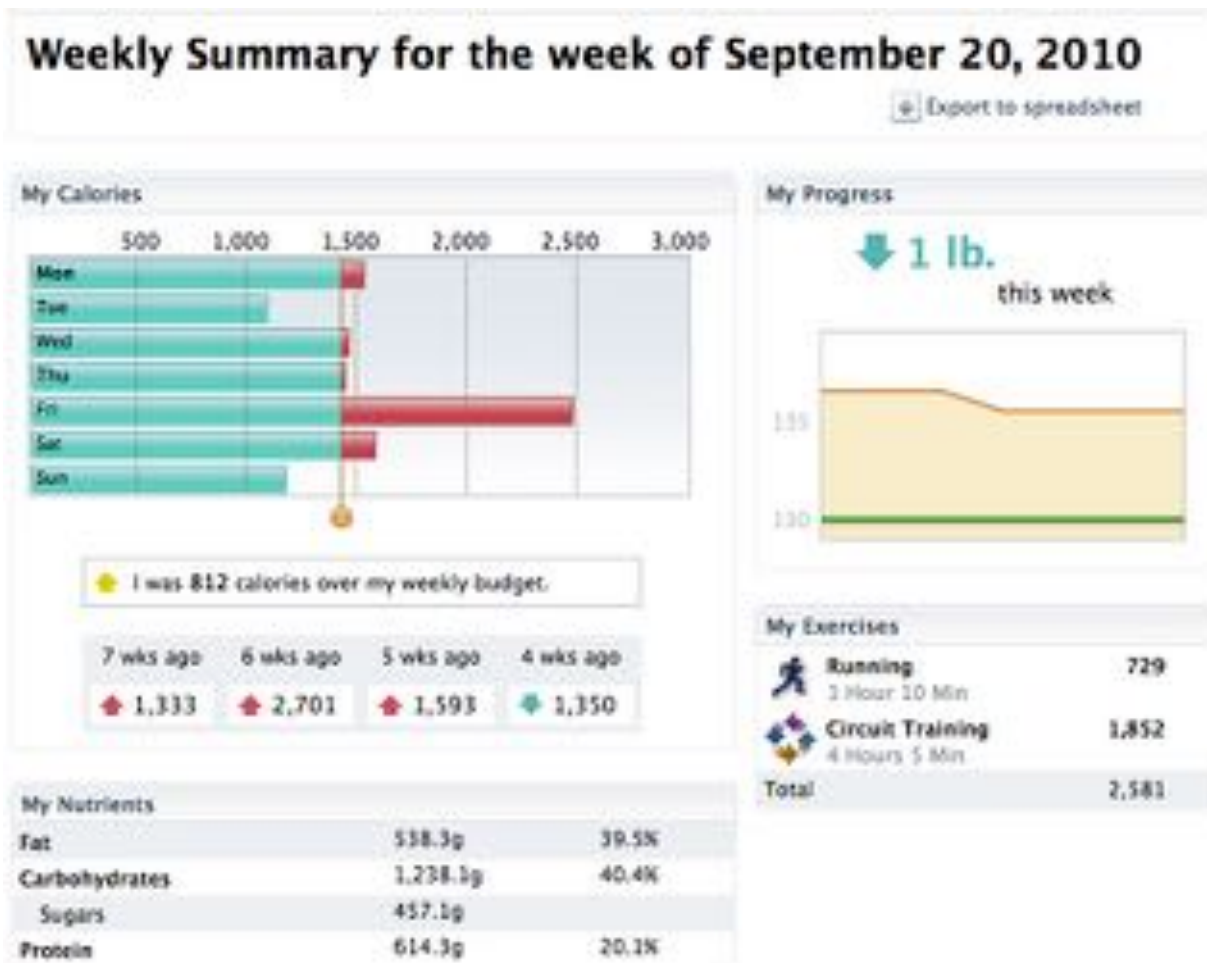 Weekly Summary for the week of September 20, 2010
Export to spreadsheet
My Calories
500 1,000 1,500 2,000 2,500 3,000
Mon
Tue
Wed
Thu
Fri
Sat
Sun
I was 812 calories over my weekly budget.
7 wks ago 6 wks ago 5 wks ago 4 wks ago
1,333 2,701 1,593 1,350
My Nutrients
Fat 538.3g 39.5%
Carbohydrates 1,238.1g 40.4%
Sugars 457.1g
Protein 614.3g 20.1%
My Progress
1 lb.
this week
135
130
My Exercises
Running 729
1 Hour 10 Min
Circuit Training 1,852
4 Hours 5 Min
Total 2,581